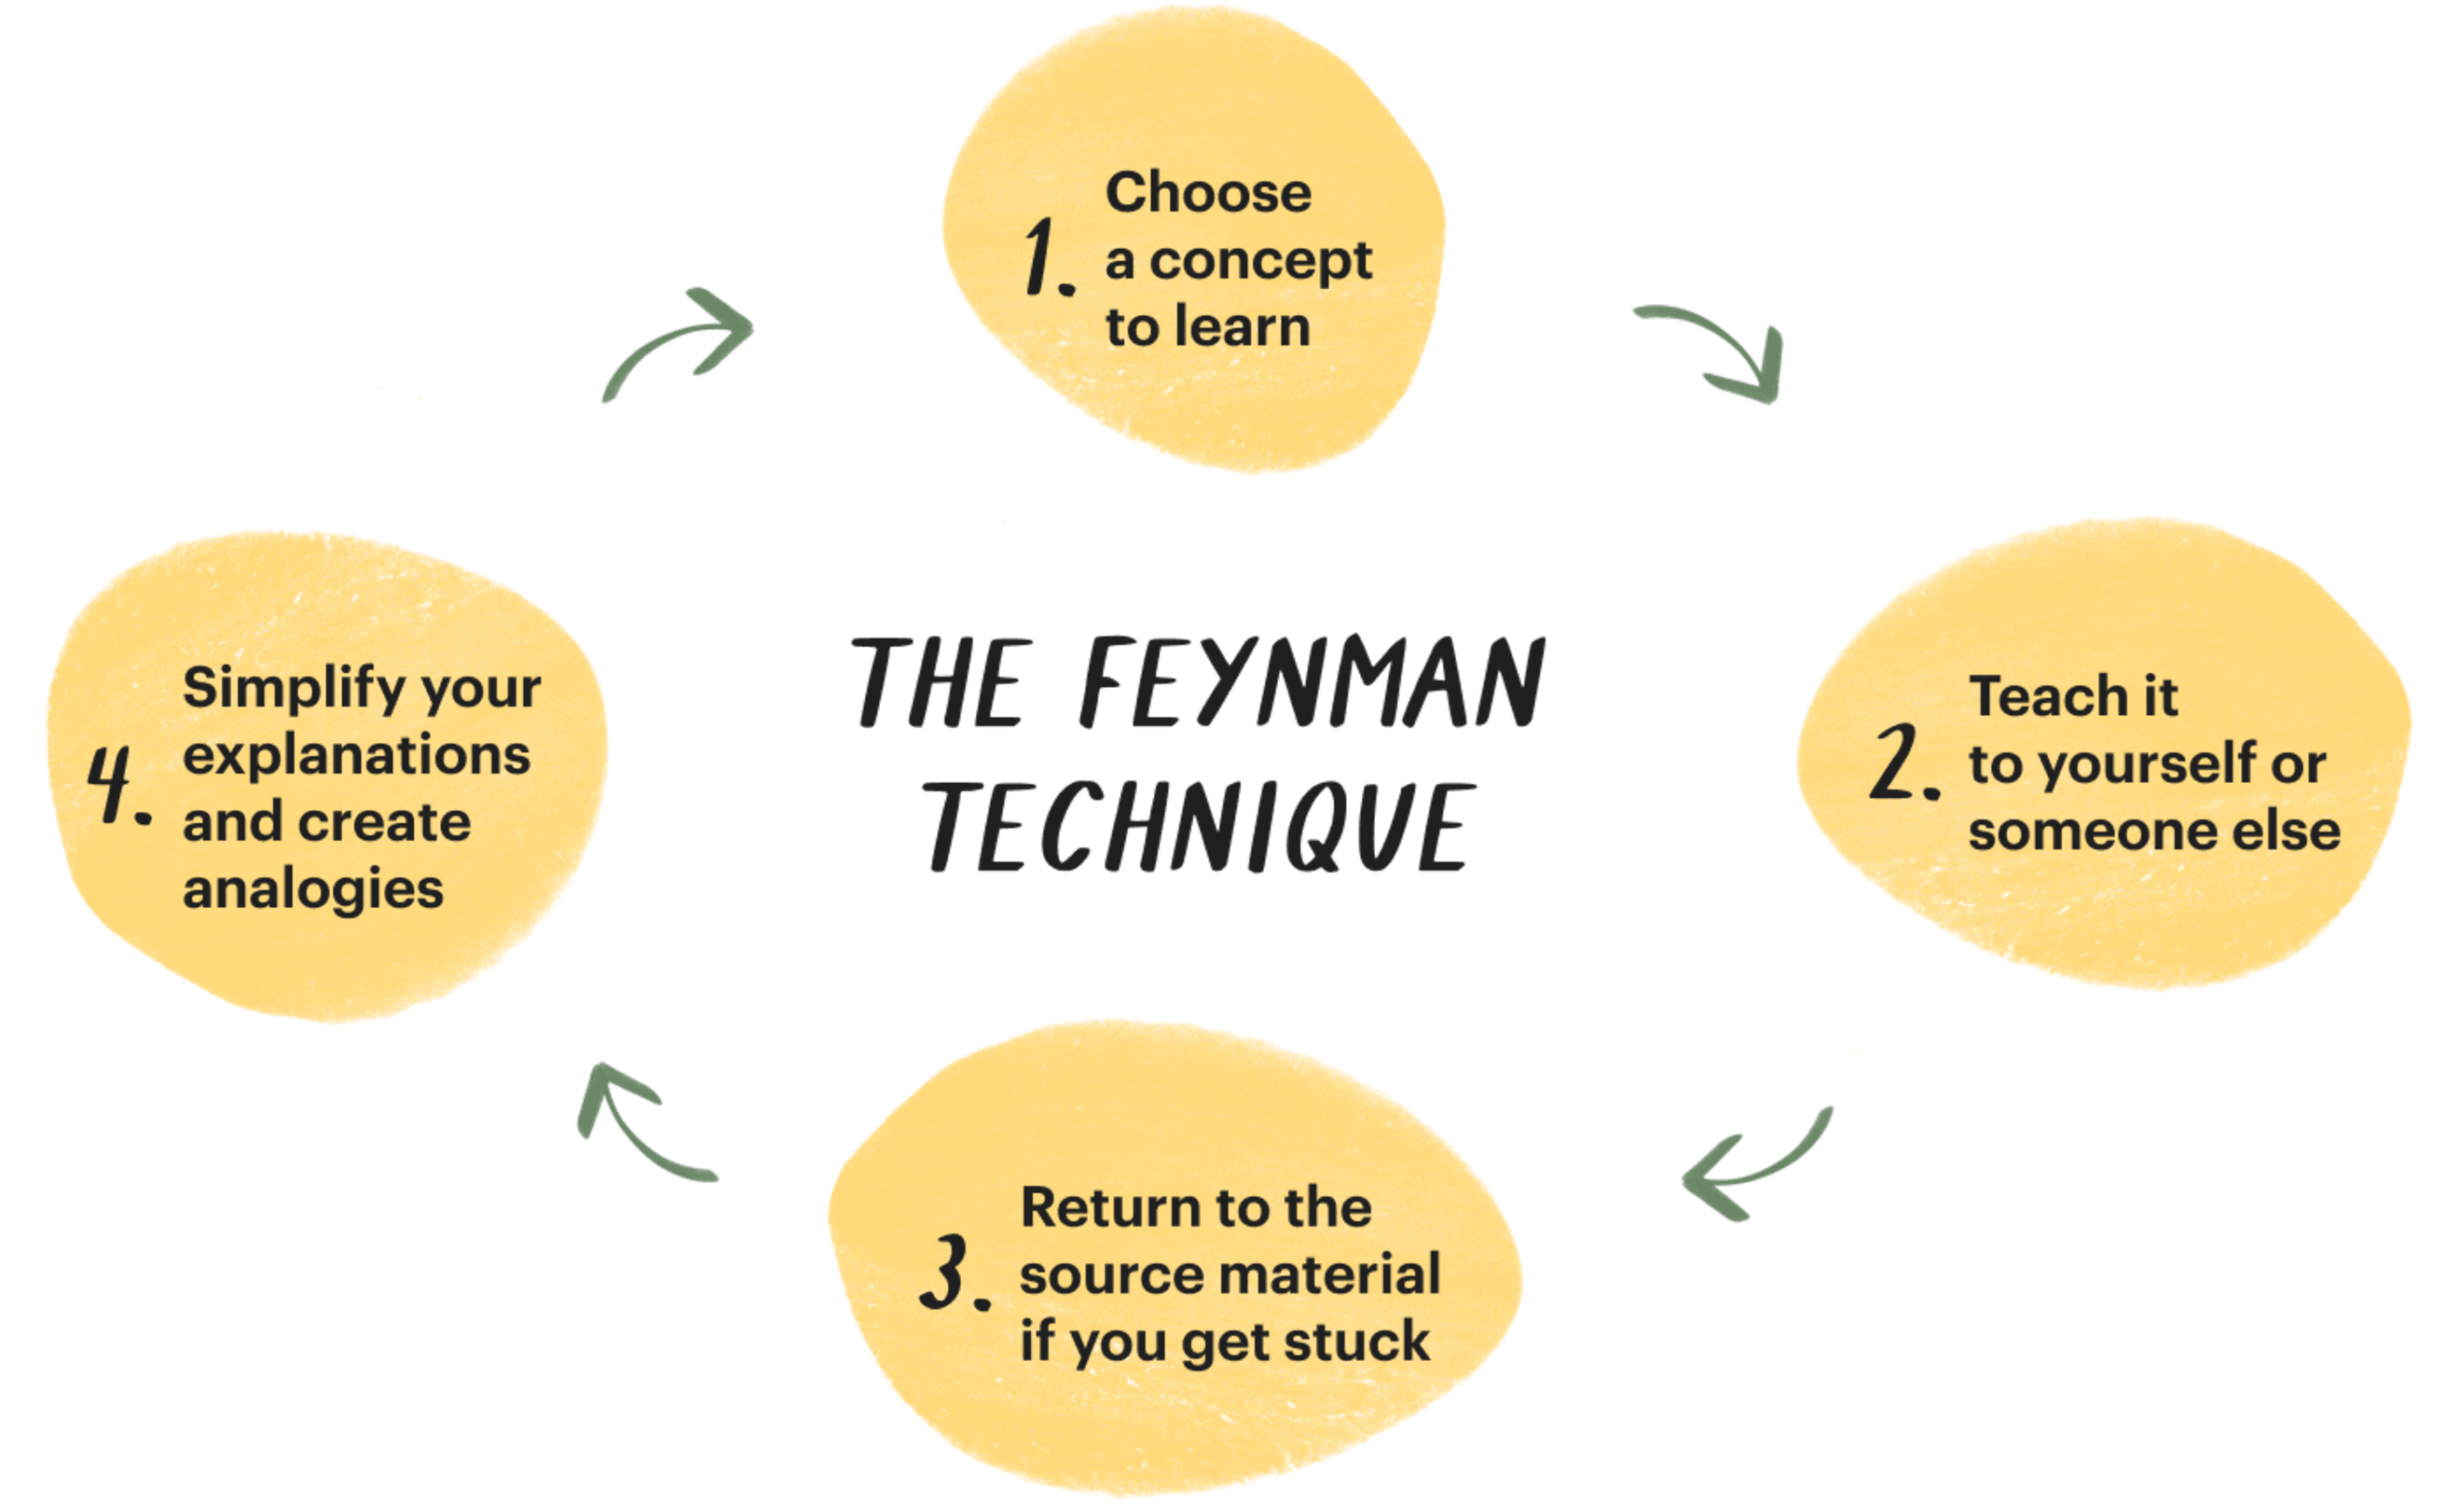 1.
Choose
a concept
to learn
THE FEYNMAN
TECHNIQUE
2.
Teach it
to yourself or
someone else
3.
Return to the
source material
if you get stuck
4.
Simplify your
explanations
and create
analogies